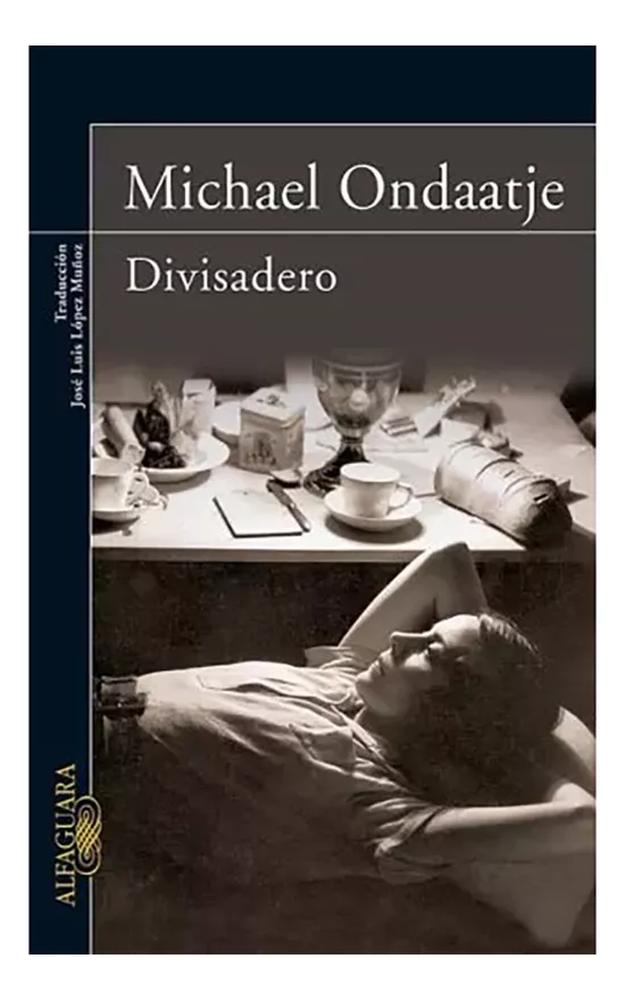 Michael Ondaatje
Divisadero
Traducción
José Luis López Muñoz
ALFAGUARA